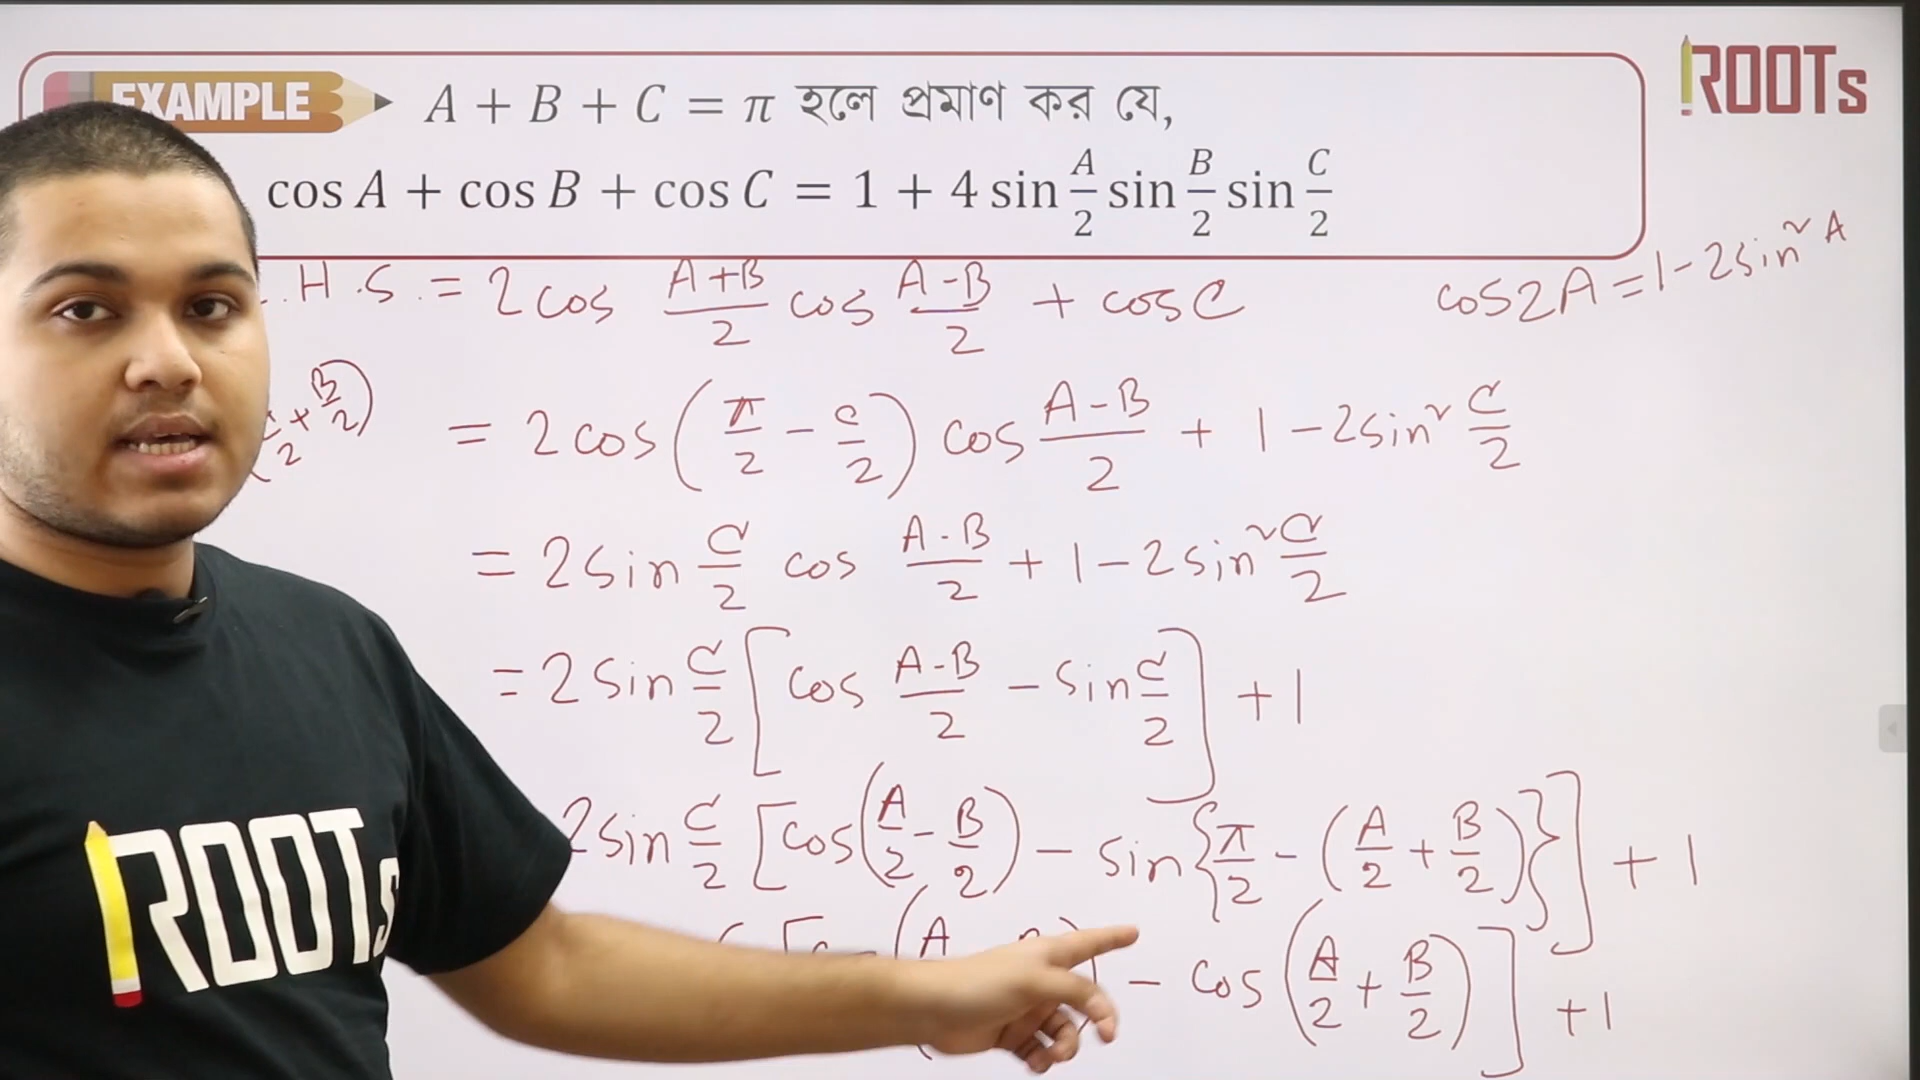 EXAMPLE A + B + C = π হলে প্রমাণ কর যে,
ROOTs
cos A + cos B + cos C = 1 + 4 sin A/2 sin B/2 sin C/2
cos2A = 1 - 2sin² A
.H.S. = 2cos (A+B)/2 cos (A-B)/2 + cosC
+ B/2)
= 2cos(π/2 - C/2) cos (A-B)/2 + 1 - 2sin² C/2
= 2sin C/2 cos (A-B)/2 + 1 - 2sin² C/2
= 2sin C/2 [cos (A-B)/2 - sin C/2] + 1
2sin C/2 [cos(A/2 - B/2) - sin{π/2 - (A/2 + B/2)}] + 1
- cos(A/2 + B/2)] + 1
ROOTs